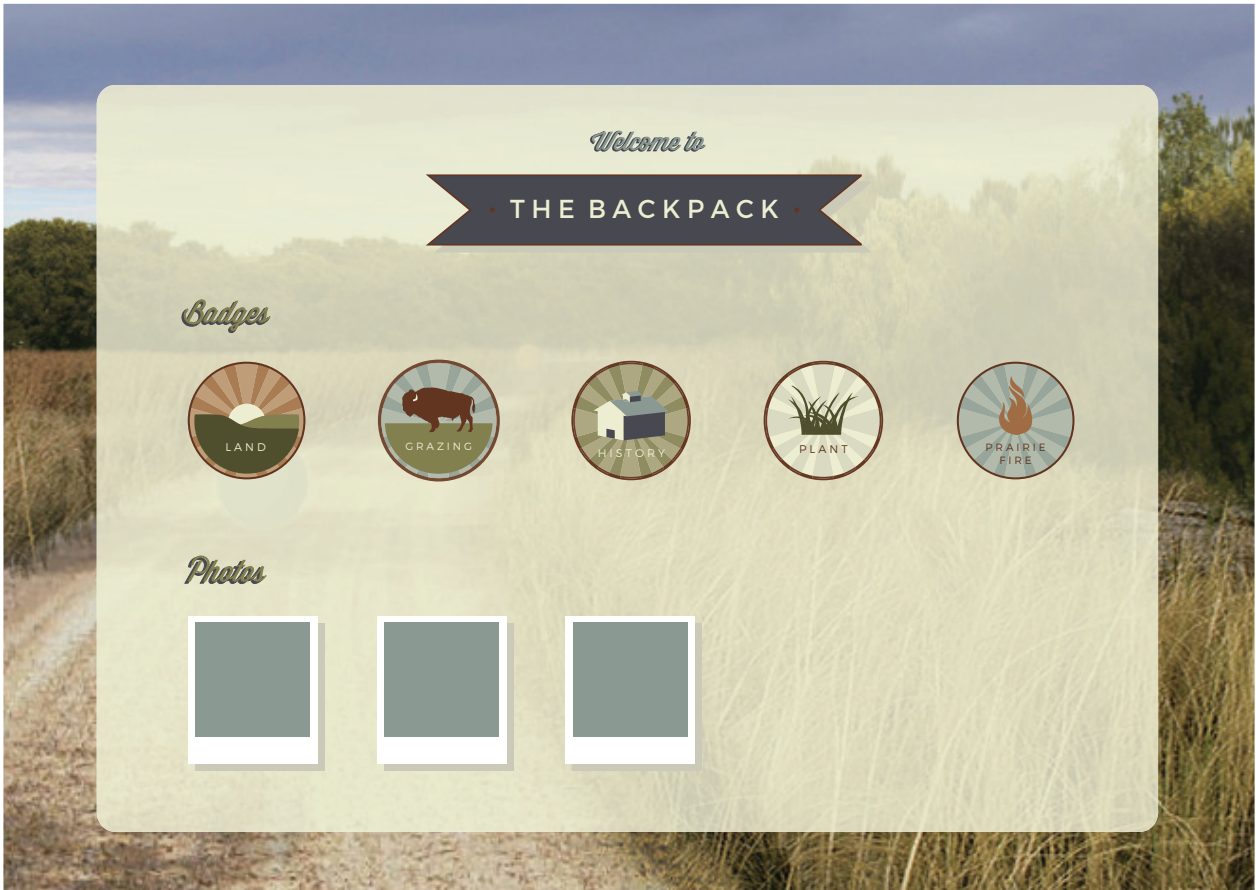 Welcome to
THE BACKPACK
Badges
LAND
GRAZING
HISTORY
PLANT
PRAIRIE
FIRE
Photos